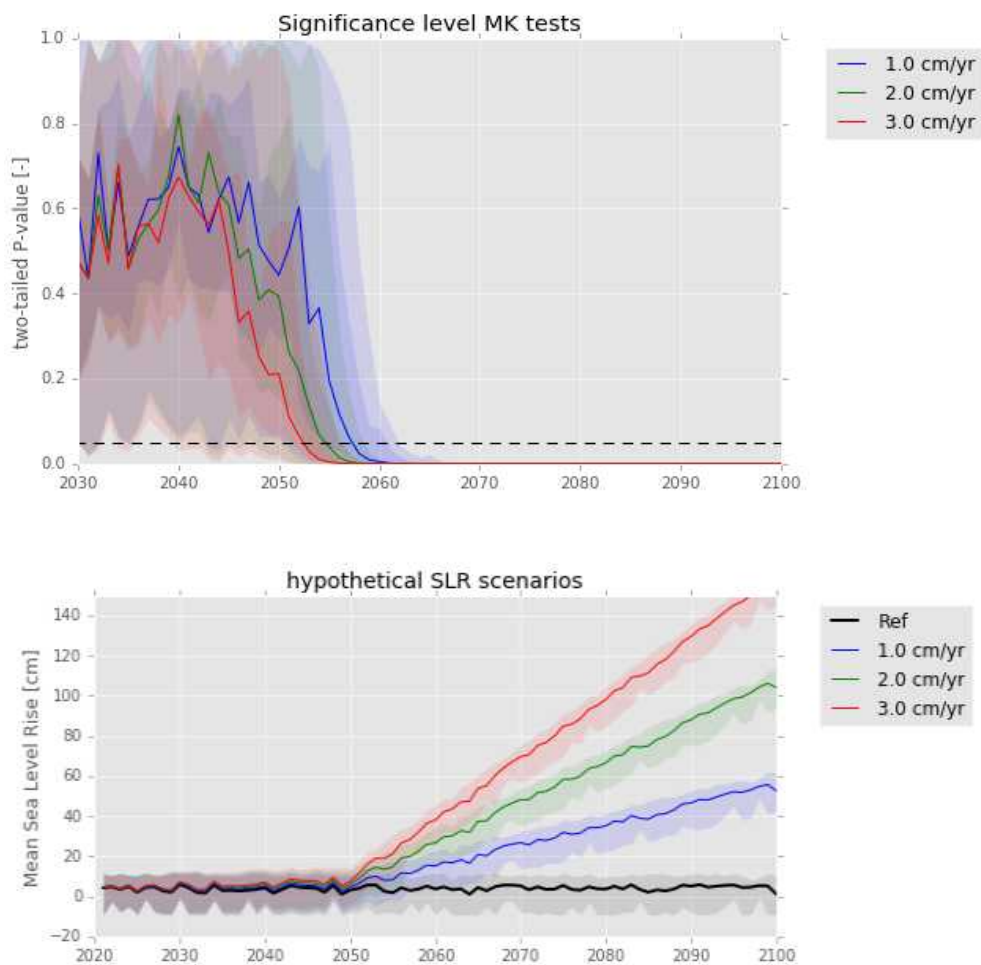 Significance level MK tests
1.0
0.8
0.6
0.4
0.2
0.0
two-tailed P-value [-]
2030 2040 2050 2060 2070 2080 2090 2100
1.0 cm/yr
2.0 cm/yr
3.0 cm/yr
hypothetical SLR scenarios
140
120
100
80
60
40
20
0
−20
Mean Sea Level Rise [cm]
2020 2030 2040 2050 2060 2070 2080 2090 2100
Ref
1.0 cm/yr
2.0 cm/yr
3.0 cm/yr